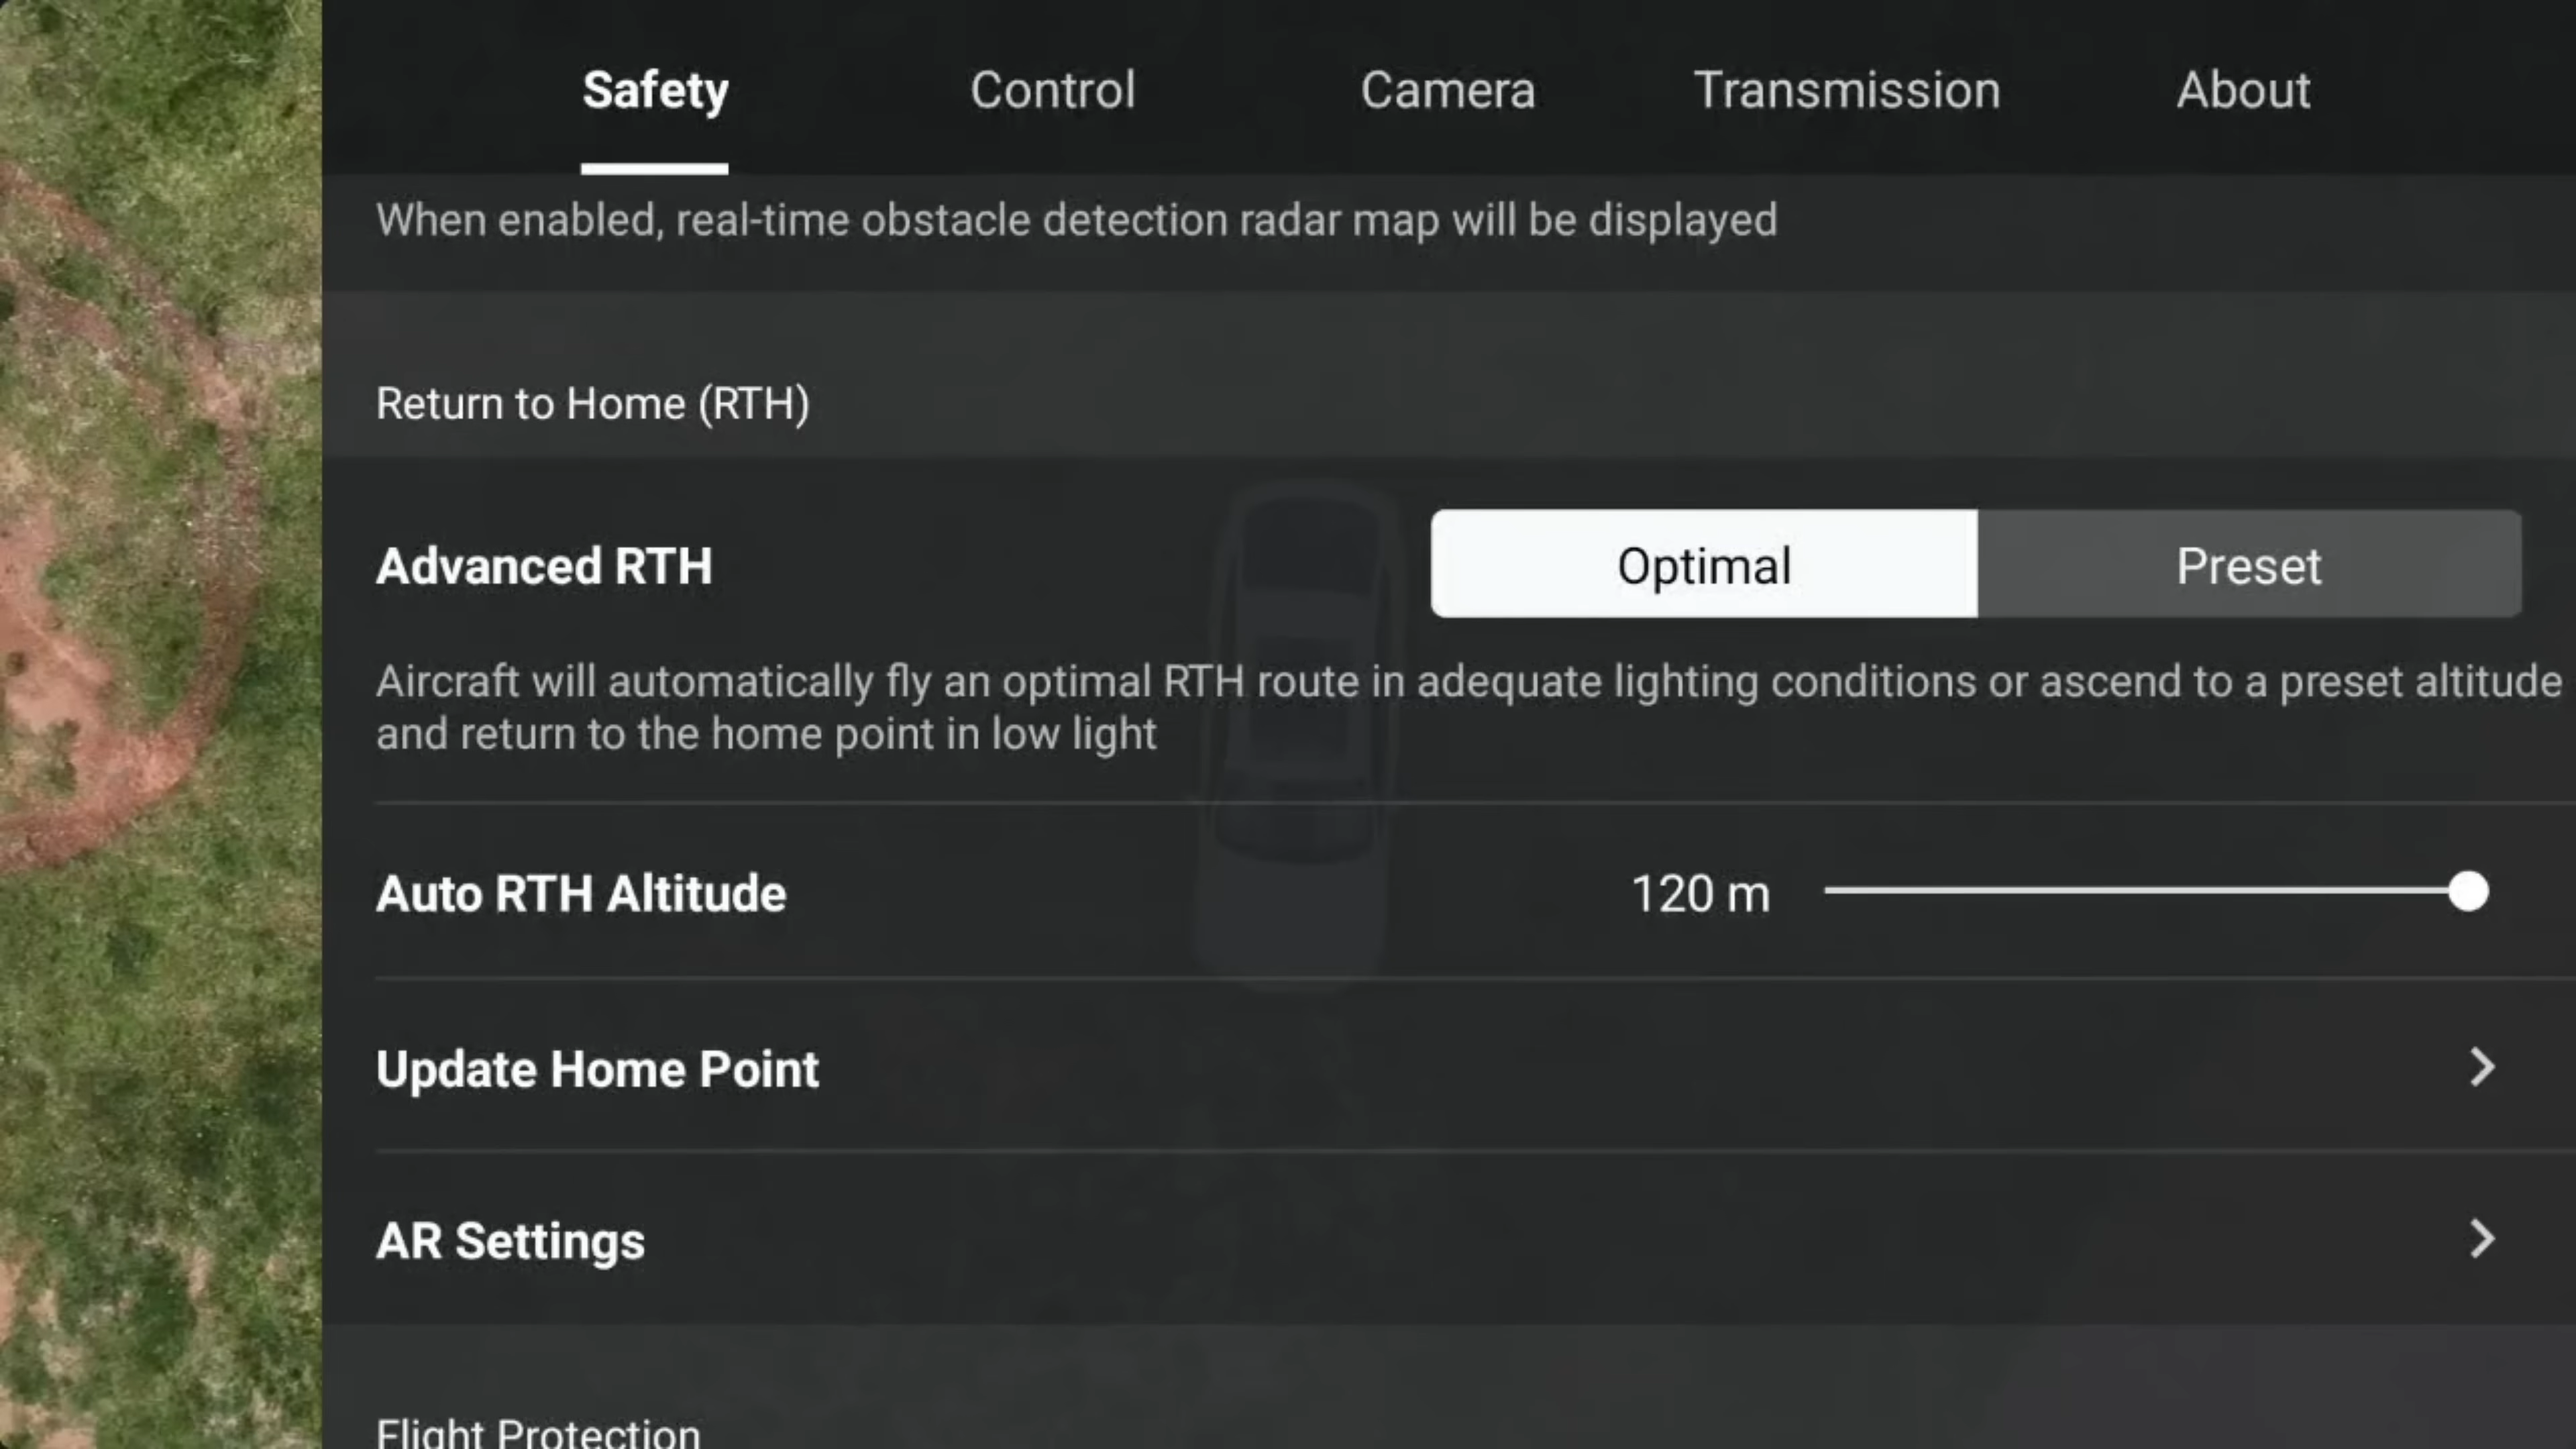 Safety Control Camera Transmission About
When enabled, real-time obstacle detection radar map will be displayed
Return to Home (RTH)
Advanced RTH Optimal Preset
Aircraft will automatically fly an optimal RTH route in adequate lighting conditions or ascend to a preset altitude
and return to the home point in low light
Auto RTH Altitude 120 m
Update Home Point
AR Settings
Flight Protection